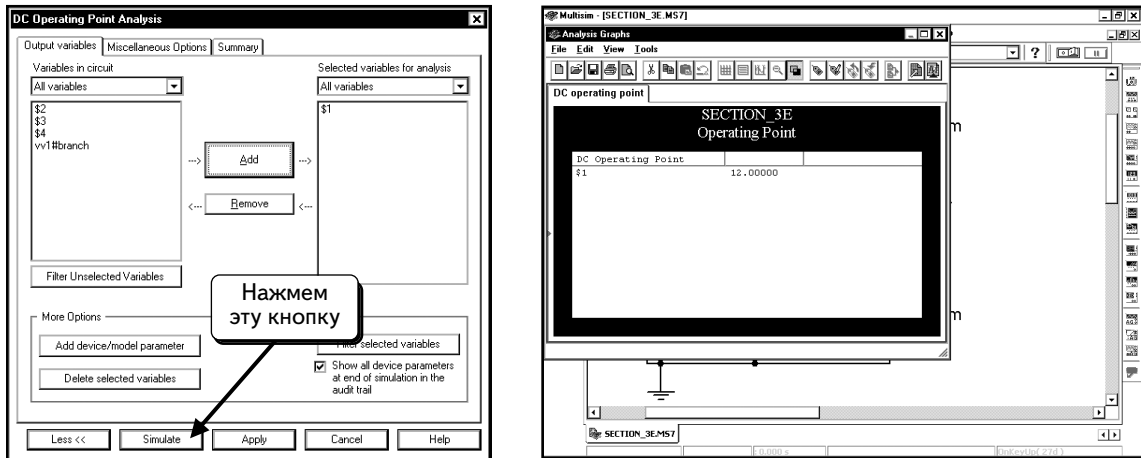 DC Operating Point Analysis
Output variables
Miscellaneous Options
Summary
Variables in circuit
All variables
$2
$3
$4
vv1#branch
Selected variables for analysis
All variables
$1
--->
Add
--->
<---
Remove
<---
Filter Unselected Variables
Нажмем
эту кнопку
More Options
Add device/model parameter
Delete selected variables
selected variables
Show all device parameters
at end of simulation in the
audit trail
Less <<
Simulate
Apply
Cancel
Help
Multisim - [SECTION_3E.MS7]
Analysis Graphs
File Edit View Tools
DC operating point
SECTION_3E
Operating Point
DC Operating Point
$1 12.00000
m
m
SECTION_3E.MS7
: 0.000 s
OnKeyUp( 27d )